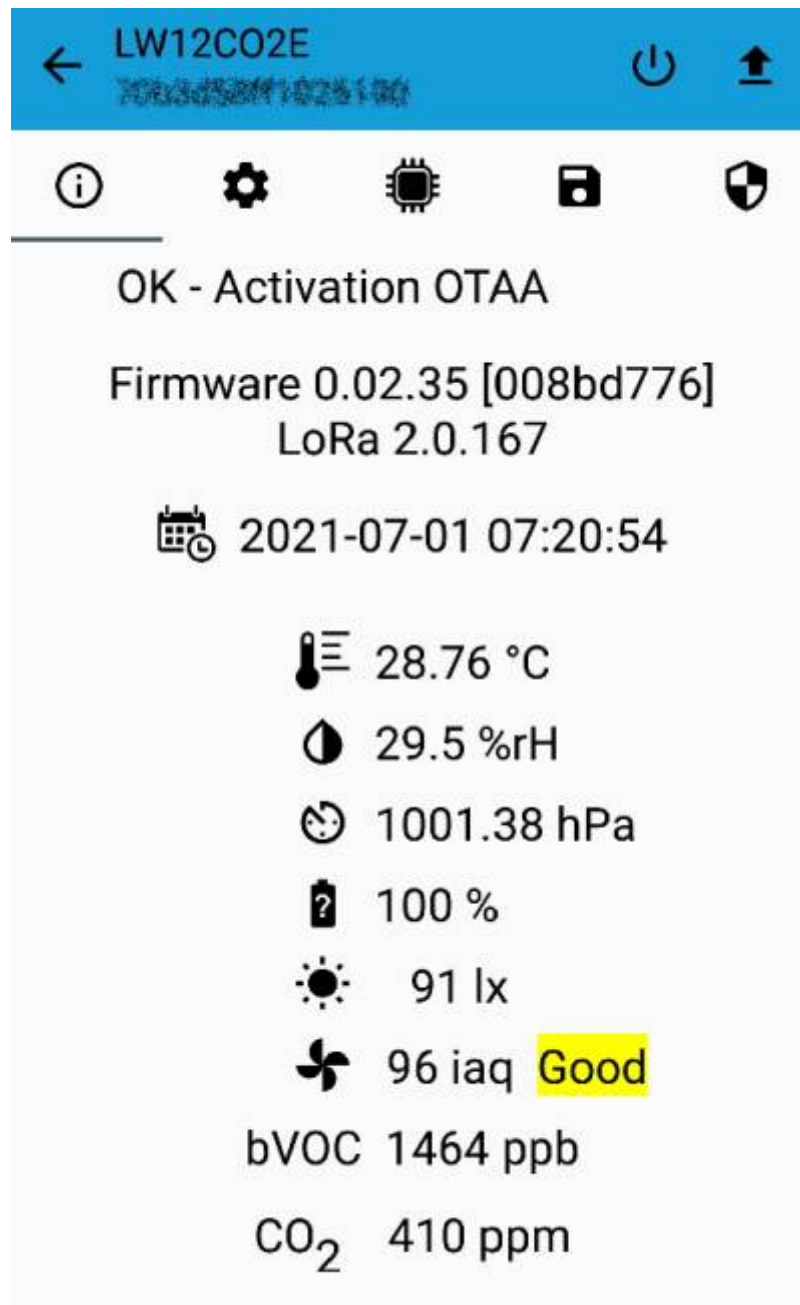 LW12CO2E
OK - Activation OTAA
Firmware 0.02.35 [008bd776]
LoRa 2.0.167
2021-07-01 07:20:54
28.76 °C
29.5 %rH
1001.38 hPa
? 100 %
91 lx
96 iaq Good
bVOC 1464 ppb
CO₂ 410 ppm